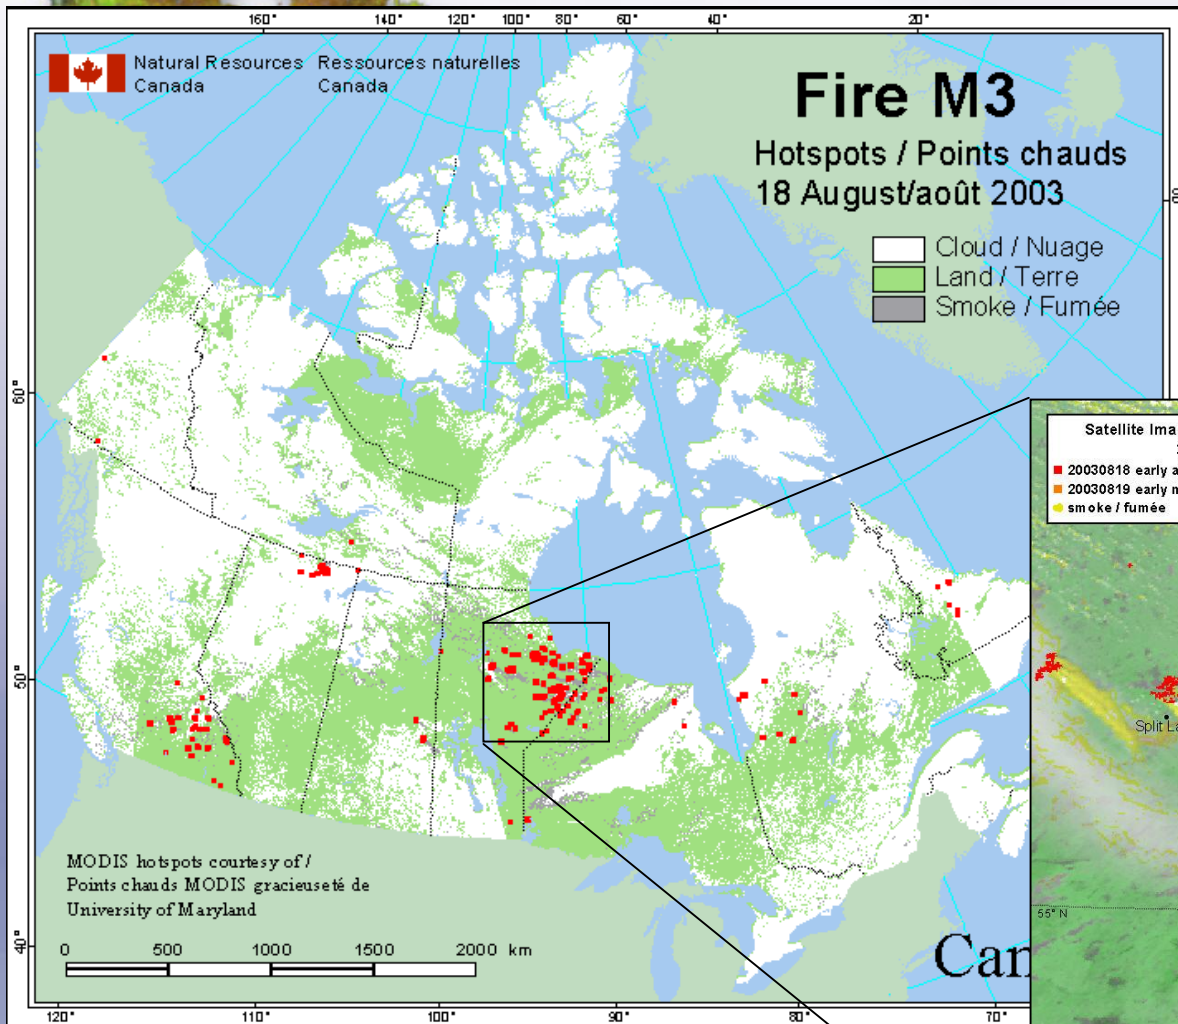 160° 140° 120° 100° 80° 60° 40° 20°
Natural Resources Ressources naturelles
Canada Canada
Fire M3
Hotspots / Points chauds
18 August/août 2003
Cloud / Nuage
Land / Terre
Smoke / Fumée
60°
50°
40°
Satellite Ima
20030818 early a
20030819 early m
smoke / fumée
Split La
55° N
MODIS hotspots courtesy of /
Points chauds MODIS gracieuseté de
University of Maryland
0 500 1000 1500 2000 km
Can
120° 110° 100° 90° 80° 70°